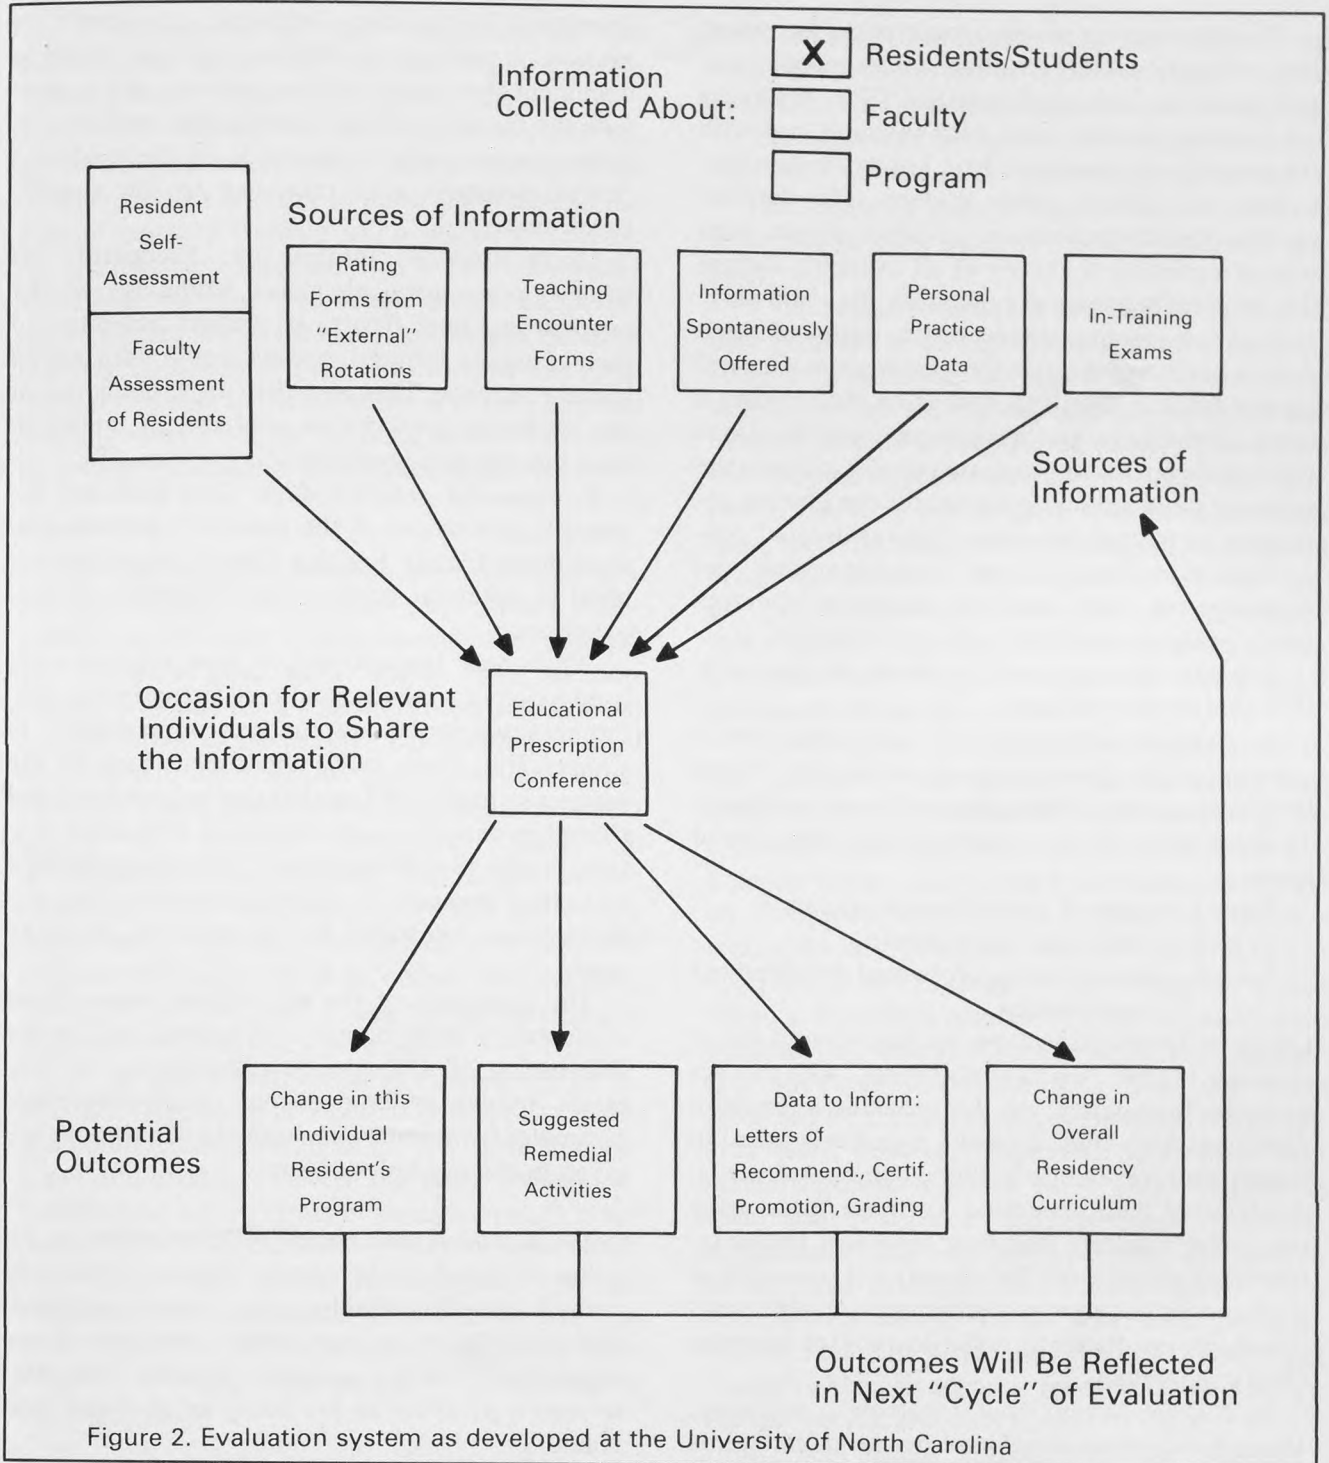 Information
Collected About:
X Residents/Students
Faculty
Program
Sources of Information
Resident
Self-
Assessment
Faculty
Assessment
of Residents
Rating
Forms from
"External"
Rotations
Teaching
Encounter
Forms
Information
Spontaneously
Offered
Personal
Practice
Data
In-Training
Exams
Sources of
Information
Occasion for Relevant
Individuals to Share
the Information
Educational
Prescription
Conference
Potential
Outcomes
Change in this
Individual
Resident's
Program
Suggested
Remedial
Activities
Data to Inform:
Letters of
Recommend., Certif.
Promotion, Grading
Change in
Overall
Residency
Curriculum
Outcomes Will Be Reflected
in Next "Cycle" of Evaluation
Figure 2. Evaluation system as developed at the University of North Carolina